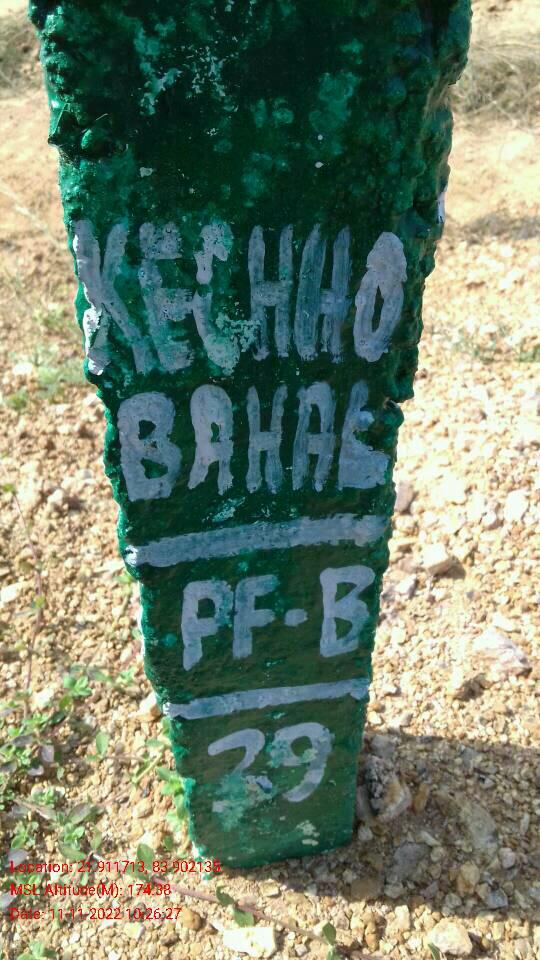 KECHHO
BAHAL
PF-B
29
Location: 21.911713, 83.902135
MSL Altitude(M): 174.38
Date: 11-11-2022 10:26:27